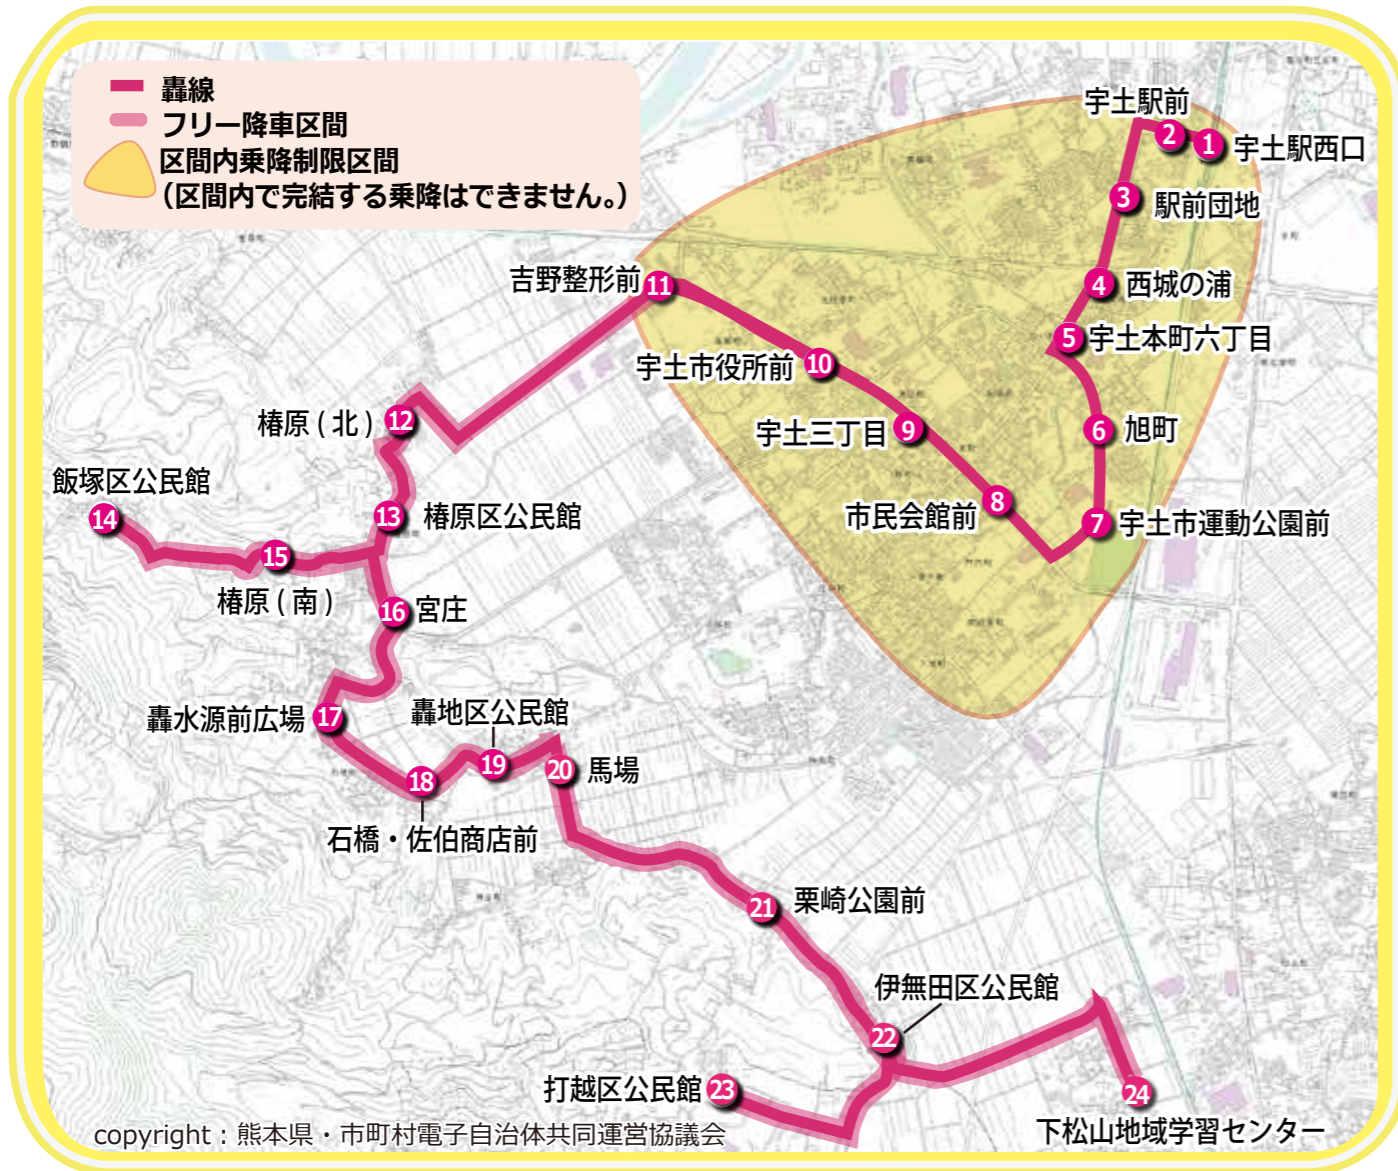 轟線
フリー降車区間
区間内乗降制限区間
(区間内で完結する乗降はできません。)
宇土駅前
2
1
宇土駅西口
3
駅前団地
4
西城の浦
吉野整形前
11
5
宇土本町六丁目
宇土市役所前
10
椿原(北)
12
宇土三丁目
9
6
旭町
飯塚区公民館
14
13
椿原区公民館
市民会館前
8
7
宇土市運動公園前
15
椿原(南)
16
宮庄
轟水源前広場
17
轟地区公民館
18
19
20
馬場
石橋・佐伯商店前
21
栗崎公園前
伊無田区公民館
22
打越区公民館
23
24
下松山地域学習センター
copyright : 熊本県・市町村電子自治体共同運営協議会